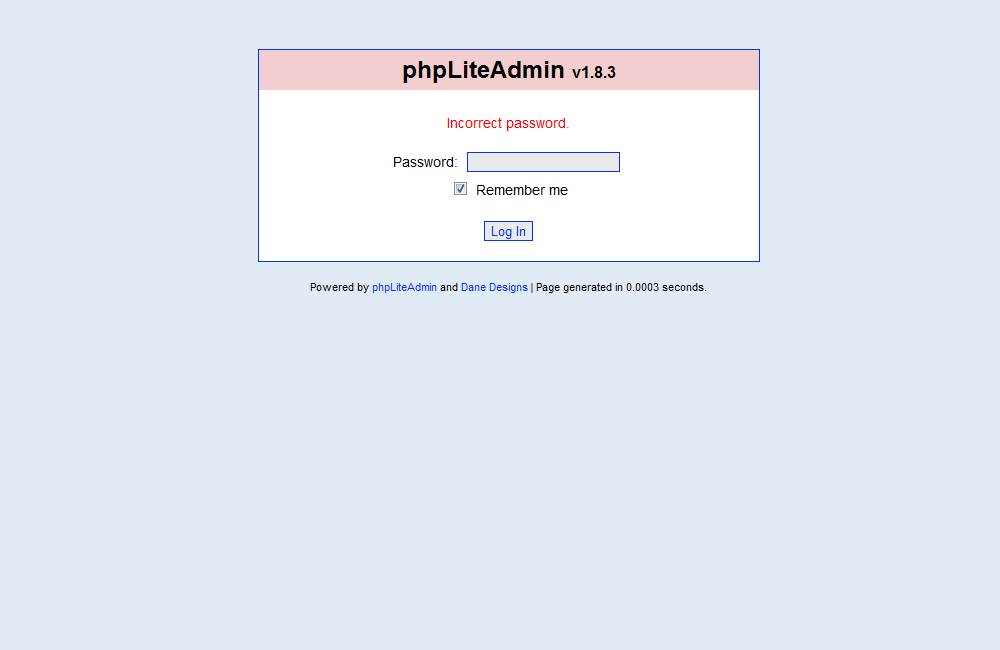 phpLiteAdmin v1.8.3
Incorrect password.
Password:
Remember me
Log In
Powered by phpLiteAdmin and Dane Designs | Page generated in 0.0003 seconds.